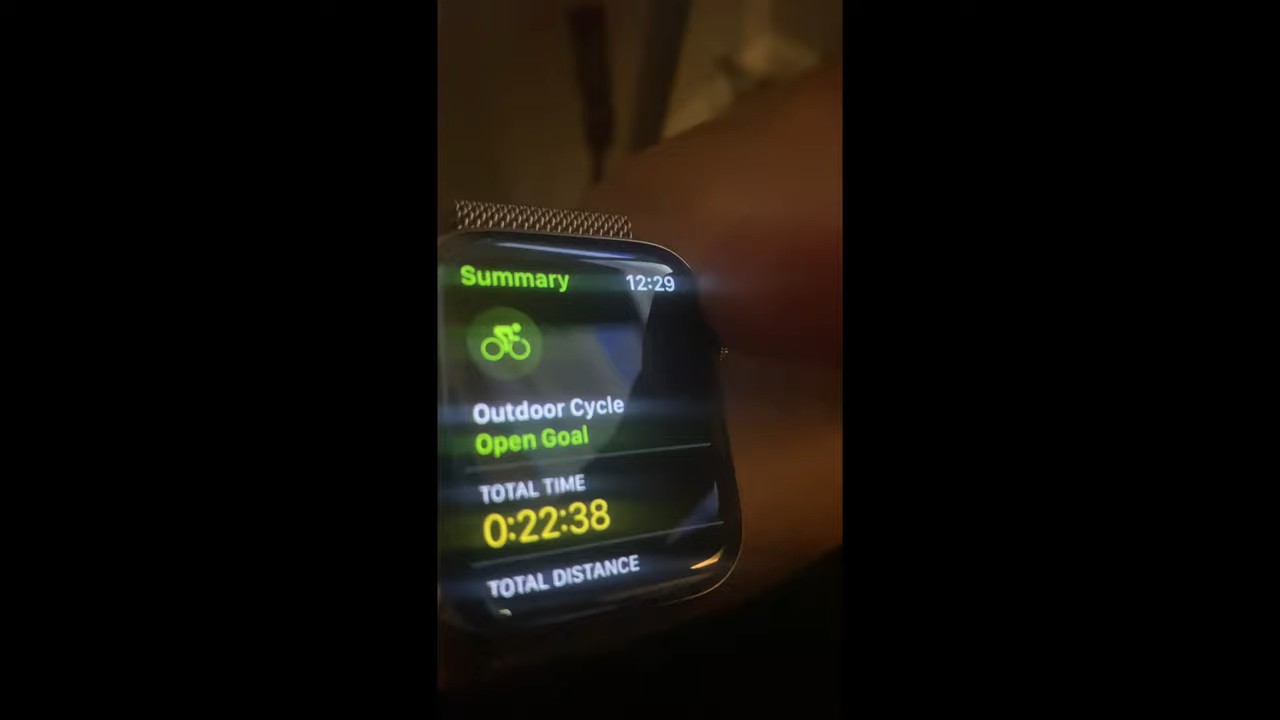 Summary 12:29
Outdoor Cycle
Open Goal
TOTAL TIME
0:22:38
TOTAL DISTANCE